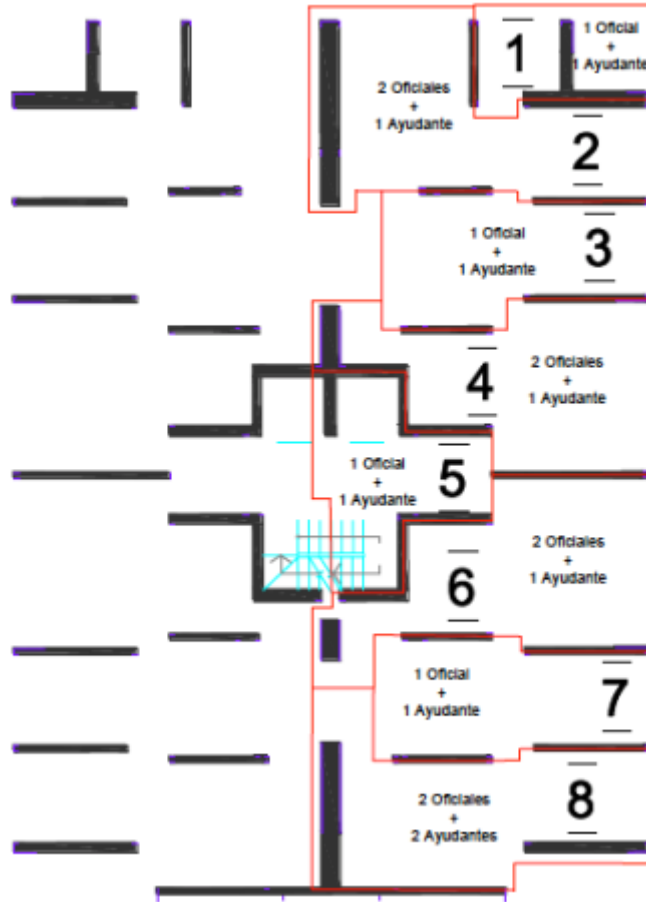 1
1 Oficial
+
1 Ayudante
2 Oficiales
+
1 Ayudante
2
3
1 Oficial
+
1 Ayudante
4
2 Oficiales
+
1 Ayudante
1 Oficial
+
1 Ayudante
5
2 Oficiales
+
1 Ayudante
6
1 Oficial
+
1 Ayudante
7
2 Oficiales
+
2 Ayudantes
8